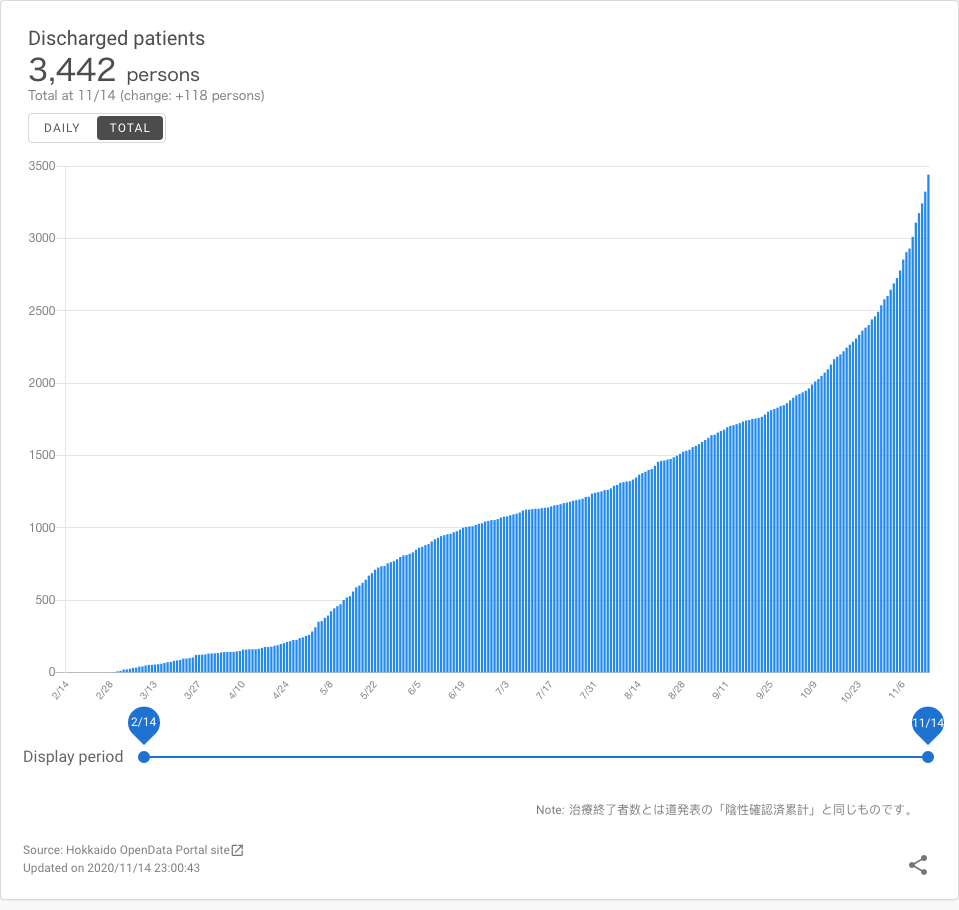 Discharged patients
3,442 persons
Total at 11/14 (change: +118 persons)
DAILY TOTAL
3500
3000
2500
2000
1500
1000
500
0
2/14 2/28 3/13 3/27 4/10 4/24 5/8 5/22 6/5 6/19 7/3 7/17 7/31 8/14 8/28 9/11 9/25 10/9 10/23 11/6
2/14 11/14
Display period
Note: 治療終了者数とは道発表の「陰性確認済累計」と同じものです。
Source: Hokkaido OpenData Portal site
Updated on 2020/11/14 23:00:43